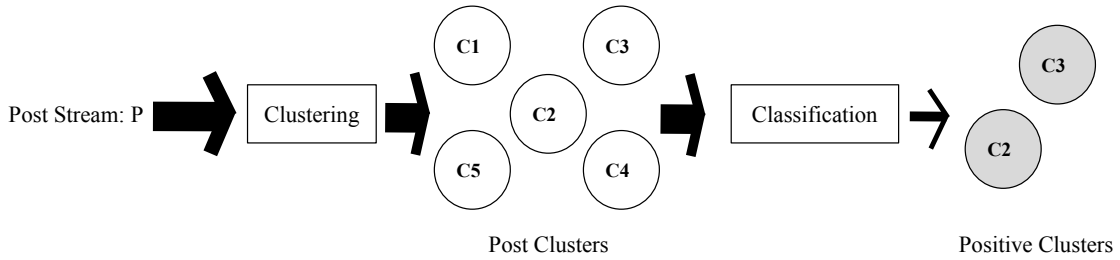 Post Stream: P
Clustering
C1
C3
C2
C5
C4
Post Clusters
Classification
C3
C2
Positive Clusters